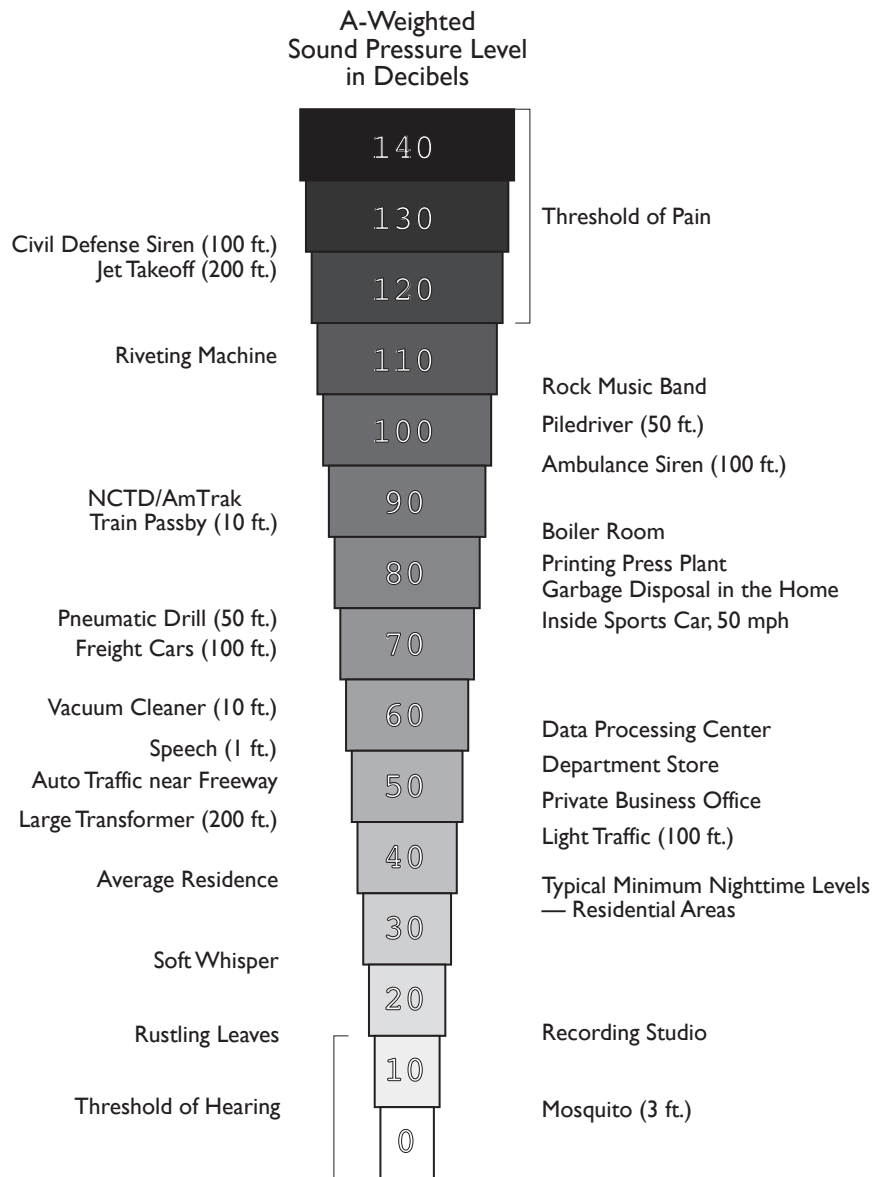 A-Weighted
Sound Pressure Level
in Decibels
140
130
Threshold of Pain
Civil Defense Siren (100 ft.)
Jet Takeoff (200 ft.)
120
Riveting Machine
110
Rock Music Band
100
Piledriver (50 ft.)
Ambulance Siren (100 ft.)
NCTD/AmTrak
Train Passby (10 ft.)
90
Boiler Room
80
Printing Press Plant
Garbage Disposal in the Home
Pneumatic Drill (50 ft.)
Inside Sports Car, 50 mph
Freight Cars (100 ft.)
70
Vacuum Cleaner (10 ft.)
60
Data Processing Center
Speech (1 ft.)
Department Store
Auto Traffic near Freeway
50
Private Business Office
Large Transformer (200 ft.)
Light Traffic (100 ft.)
40
Average Residence
Typical Minimum Nighttime Levels
— Residential Areas
30
Soft Whisper
20
Rustling Leaves
Recording Studio
10
Threshold of Hearing
Mosquito (3 ft.)
0